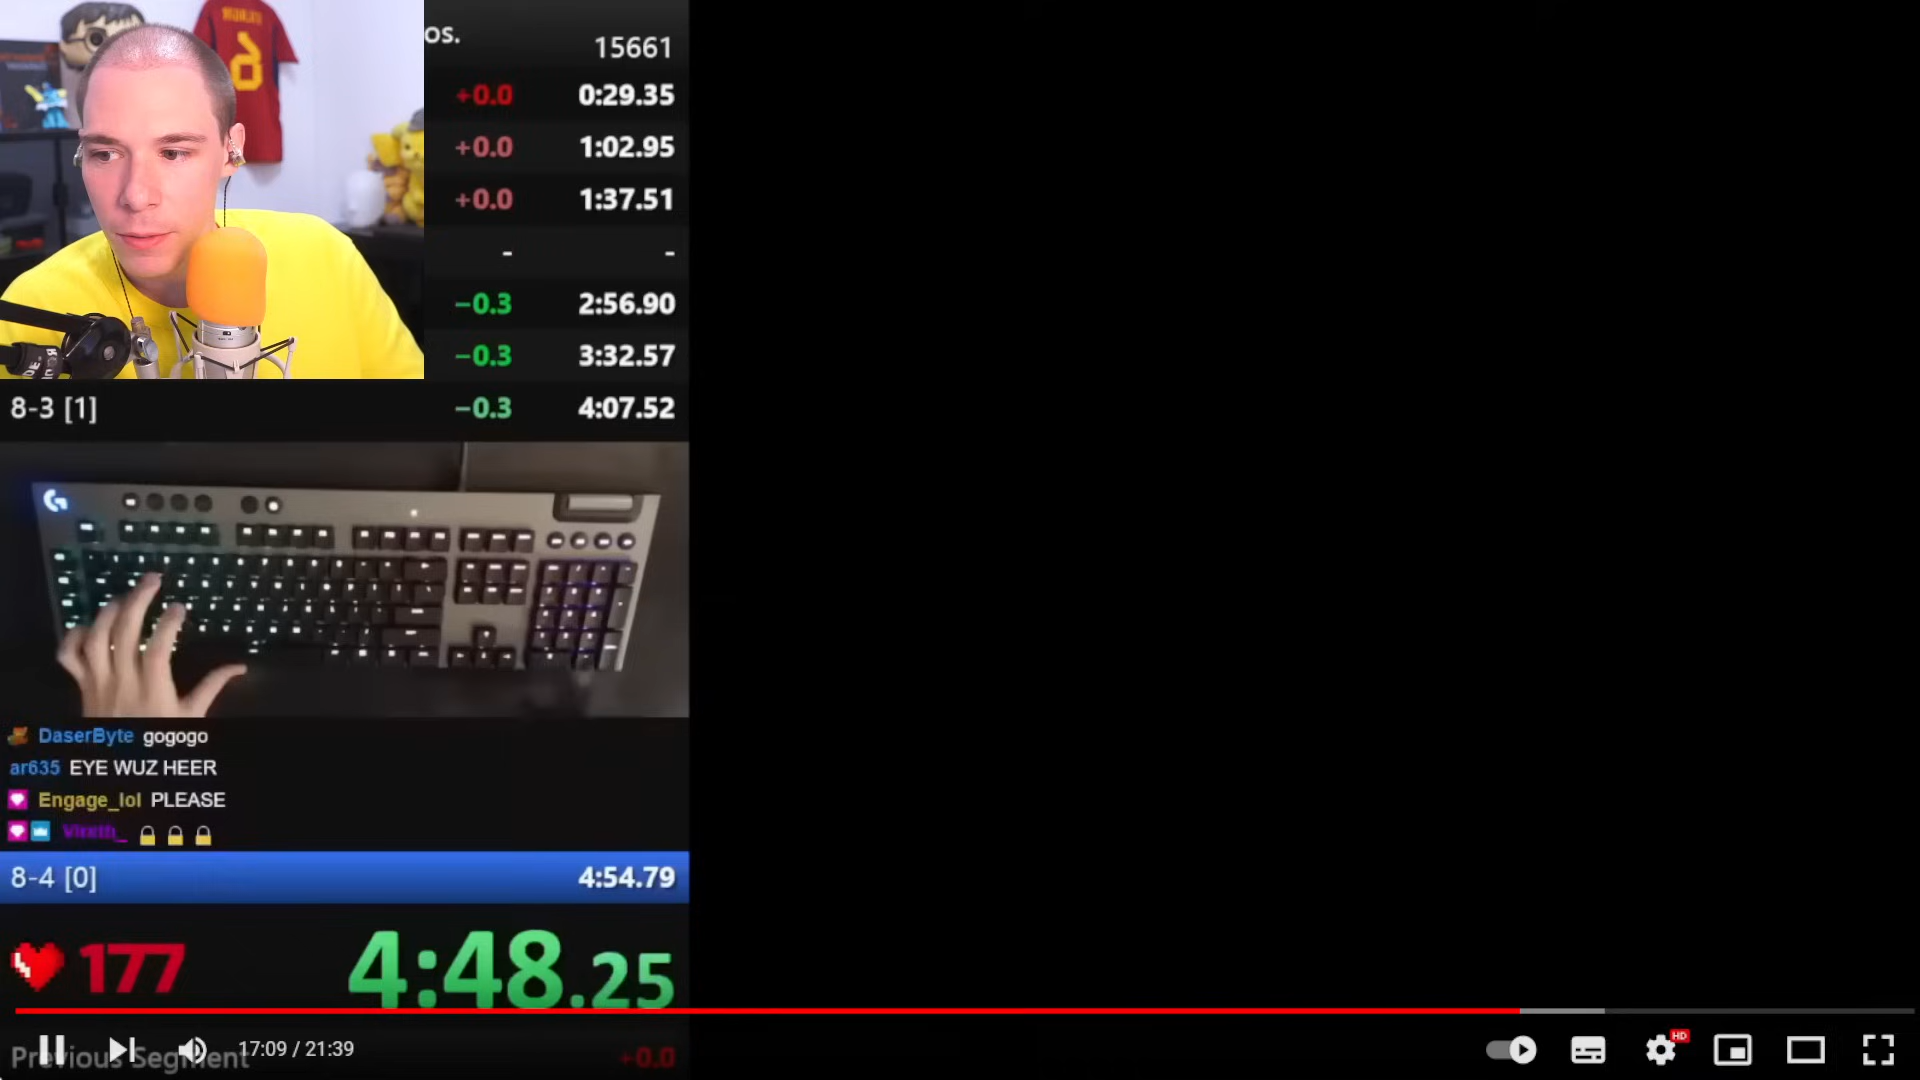 os.
15661
+0.0 0:29.35
+0.0 1:02.95
+0.0 1:37.51
- -
−0.3 2:56.90
−0.3 3:32.57
8-3 [1] −0.3 4:07.52
DaserByte gogogo
ar635 EYE WUZ HEER
Engage_lol PLEASE
8-4 [0] 4:54.79
177 4:48.25
17:09 / 21:39
HD
Previous Segment +0.0
6